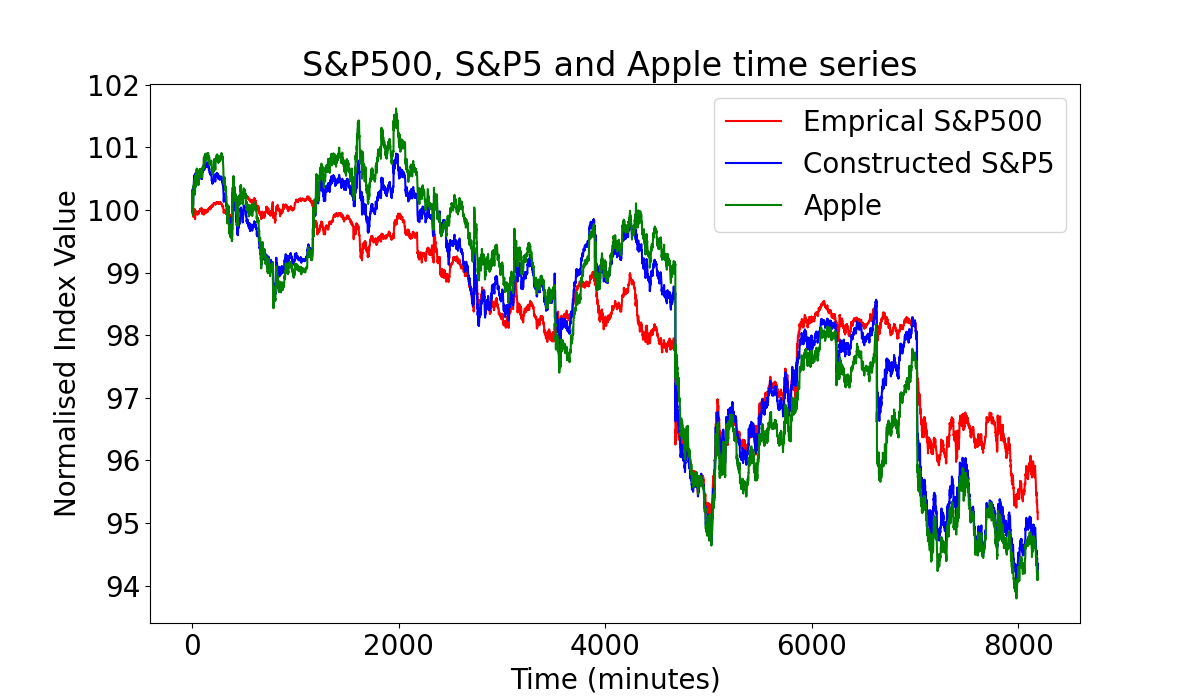 S&P500, S&P5 and Apple time series
102
101
100
99
98
97
96
95
94
Normalised Index Value
Emprical S&P500
Constructed S&P5
Apple
0 2000 4000 6000 8000
Time (minutes)